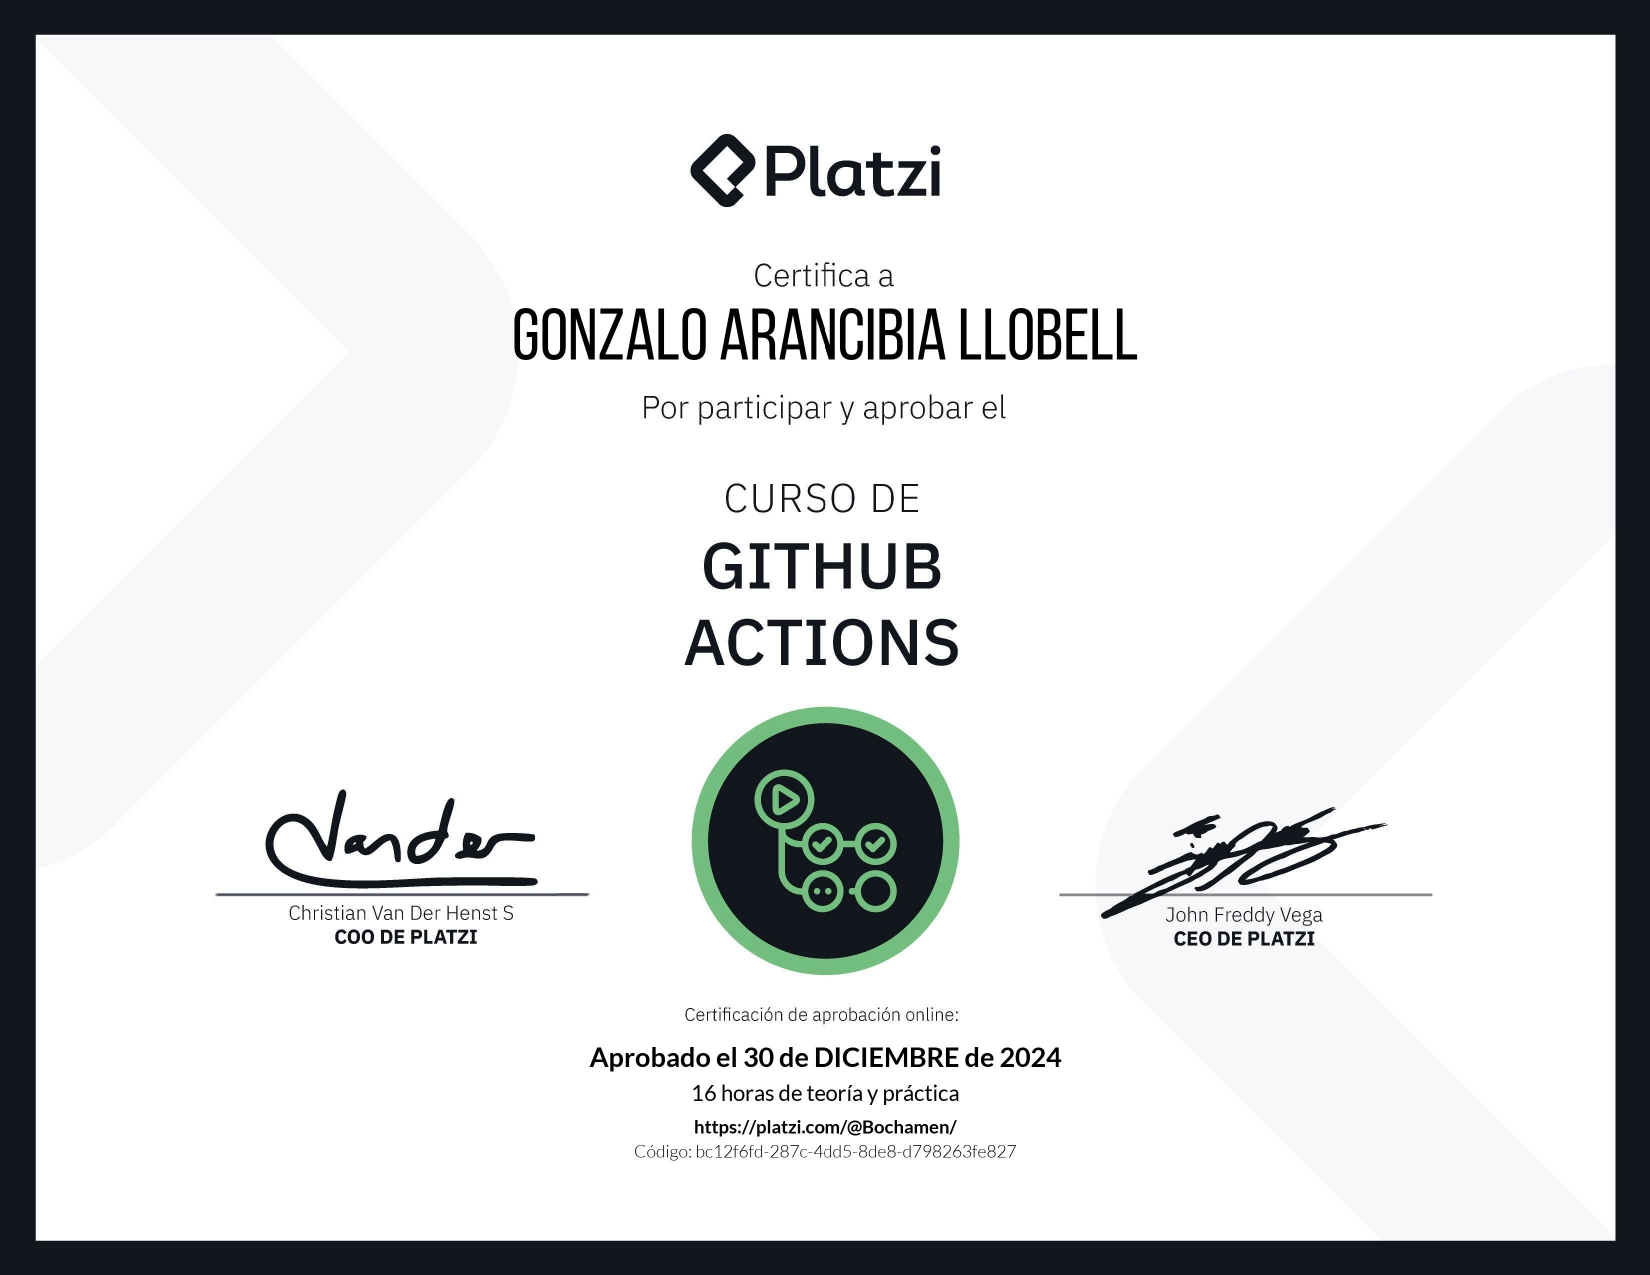 Platzi
Certifica a
GONZALO ARANCIBIA LLOBELL
Por participar y aprobar el
CURSO DE
GITHUB
ACTIONS
Vander
Christian Van Der Henst S
COO DE PLATZI
John Freddy Vega
CEO DE PLATZI
Certificación de aprobación online:
Aprobado el 30 de DICIEMBRE de 2024
16 horas de teoría y práctica
https://platzi.com/@Bochamen/
Código: bc12f6fd-287c-4dd5-8de8-d798263fe827